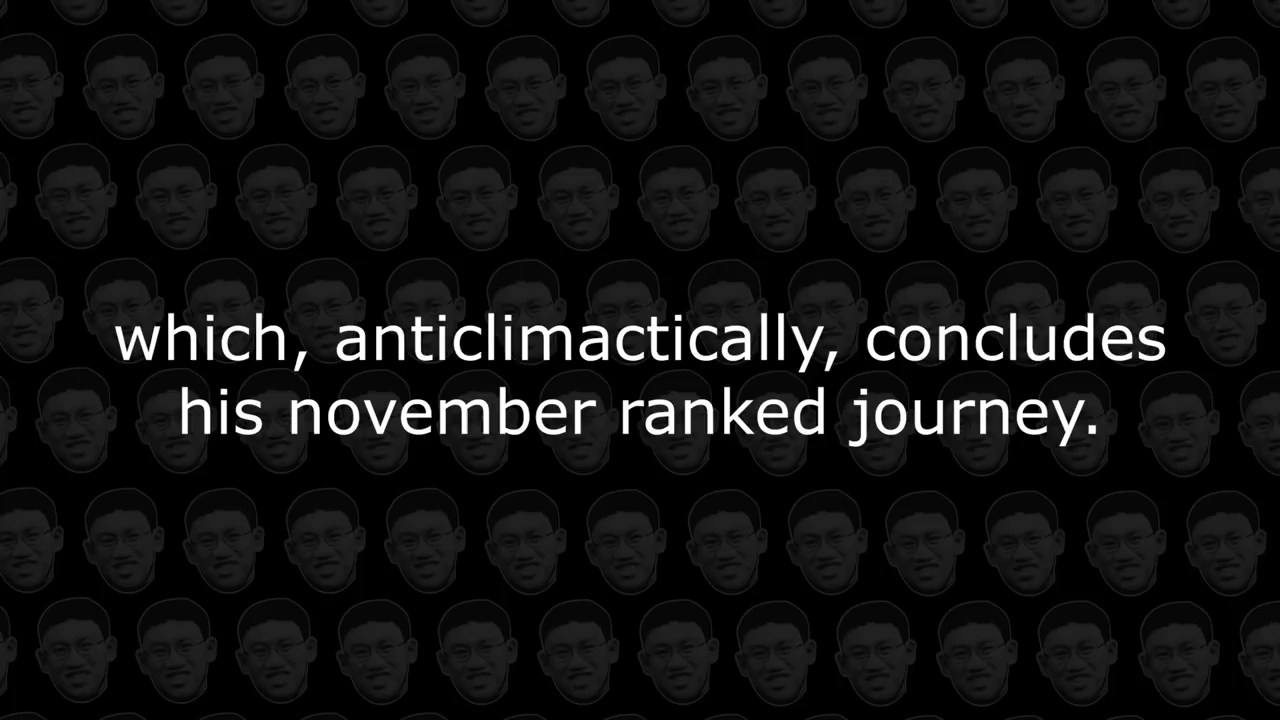 which, anticlimactically, concludes
his november ranked journey.